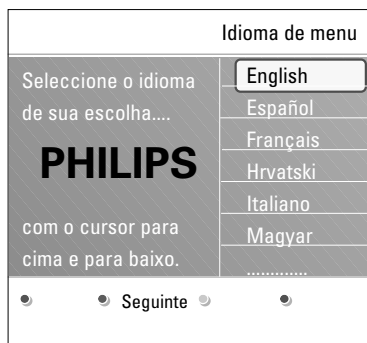 Idioma de menu
Seleccione o idioma
de sua escolha....
PHILIPS
com o cursor para
cima e para baixo.
English
Español
Français
Hrvatski
Italiano
Magyar
.............
Seguinte